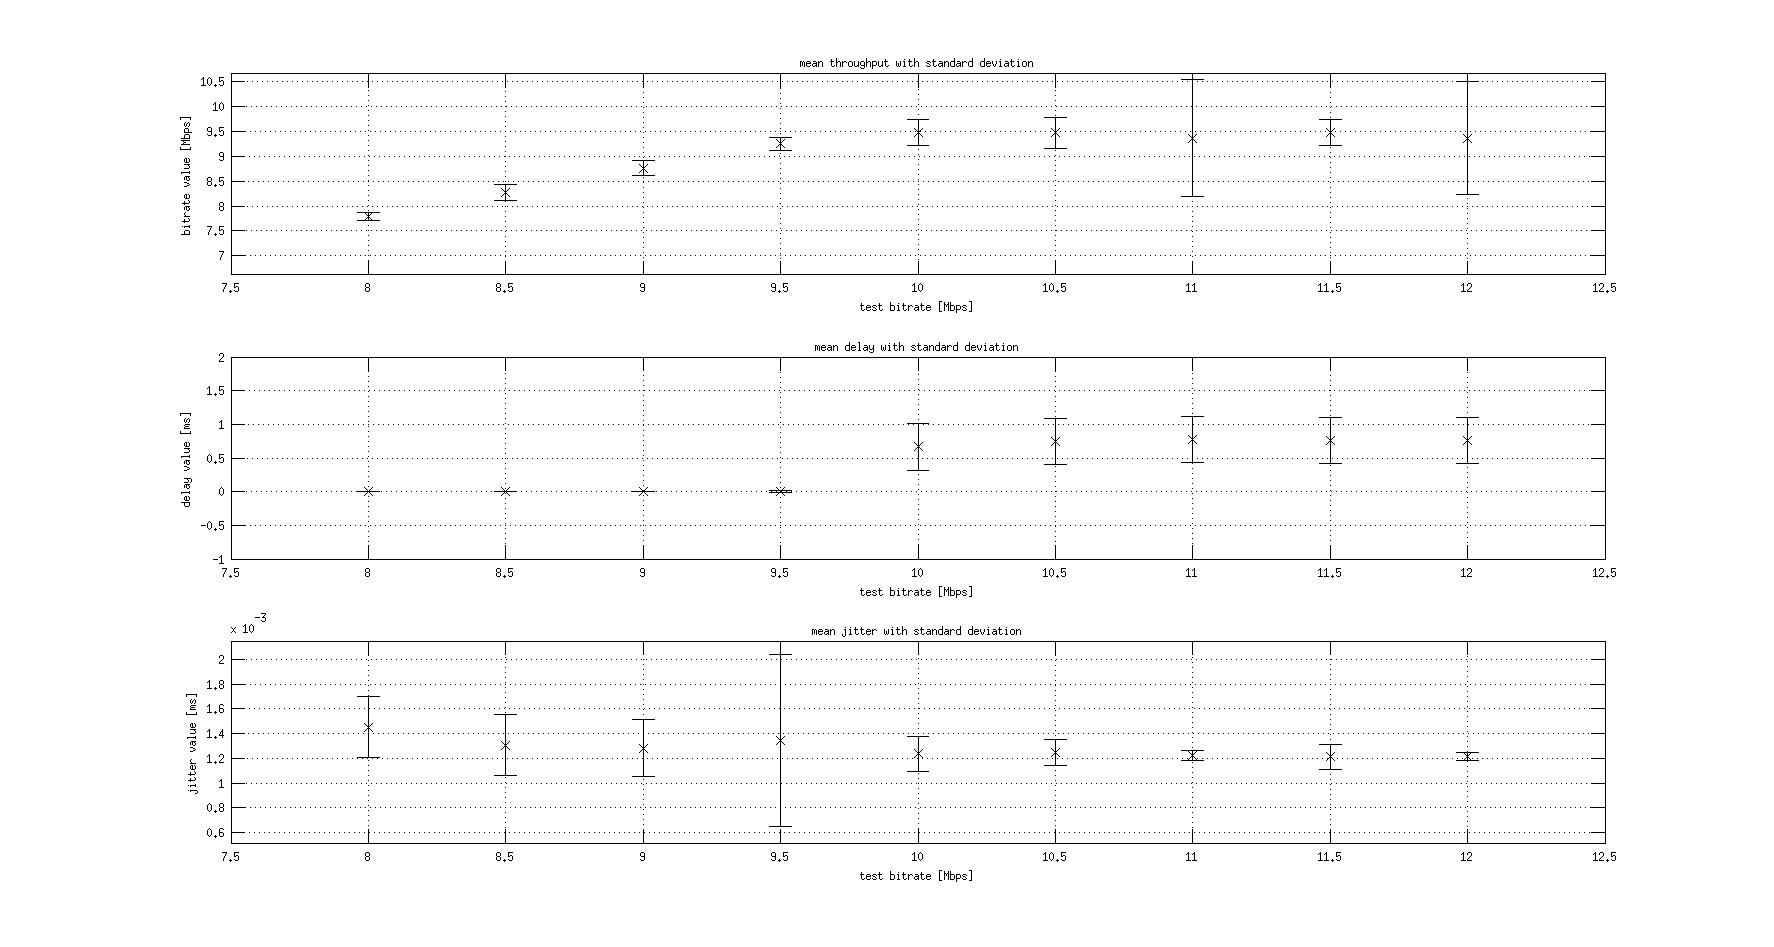 mean throughput with standard deviation
bitrate value [Mbps]
10.5
10
9.5
9
8.5
8
7.5
7
7.5 8 8.5 9 9.5 10 10.5 11 11.5 12 12.5
test bitrate [Mbps]
mean delay with standard deviation
delay value [ms]
2
1.5
1
0.5
0
-0.5
-1
7.5 8 8.5 9 9.5 10 10.5 11 11.5 12 12.5
test bitrate [Mbps]
x 10^-3
mean jitter with standard deviation
jitter value [ms]
2
1.8
1.6
1.4
1.2
1
0.8
0.6
7.5 8 8.5 9 9.5 10 10.5 11 11.5 12 12.5
test bitrate [Mbps]